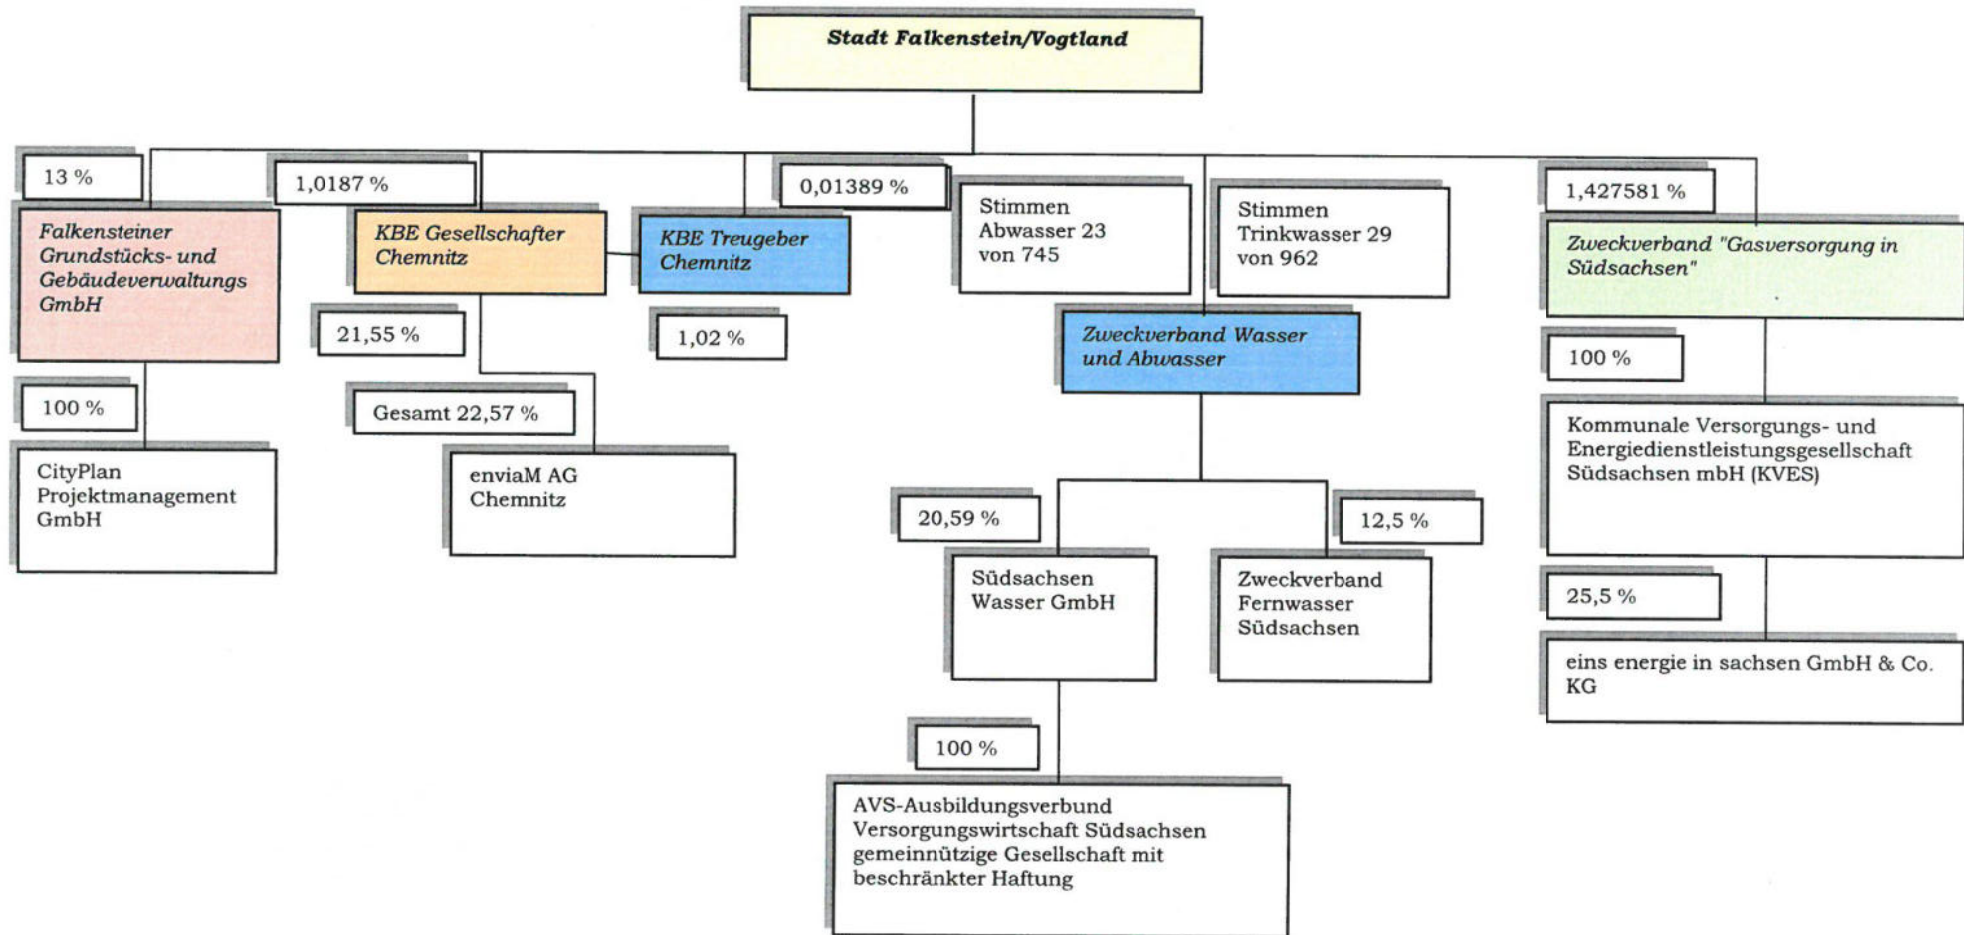 Stadt Falkenstein/Vogtland
13 %
1,0187 %
0,01389 %
1,427581 %
Falkensteiner
Grundstücks- und
Gebäudeverwaltungs
GmbH
KBE Gesellschafter
Chemnitz
KBE Treugeber
Chemnitz
Stimmen
Abwasser 23
von 745
Stimmen
Trinkwasser 29
von 962
Zweckverband "Gasversorgung in
Südsachsen"
21,55 %
1,02 %
Zweckverband Wasser
und Abwasser
100 %
100 %
Gesamt 22,57 %
CityPlan
Projektmanagement
GmbH
enviaM AG
Chemnitz
Kommunale Versorgungs- und
Energiedienstleistungsgesellschaft
Südsachsen mbH (KVES)
20,59 %
12,5 %
Südsachsen
Wasser GmbH
Zweckverband
Fernwasser
Südsachsen
25,5 %
eins energie in sachsen GmbH & Co.
KG
100 %
AVS-Ausbildungsverbund
Versorgungswirtschaft Südsachsen
gemeinnützige Gesellschaft mit
beschränkter Haftung